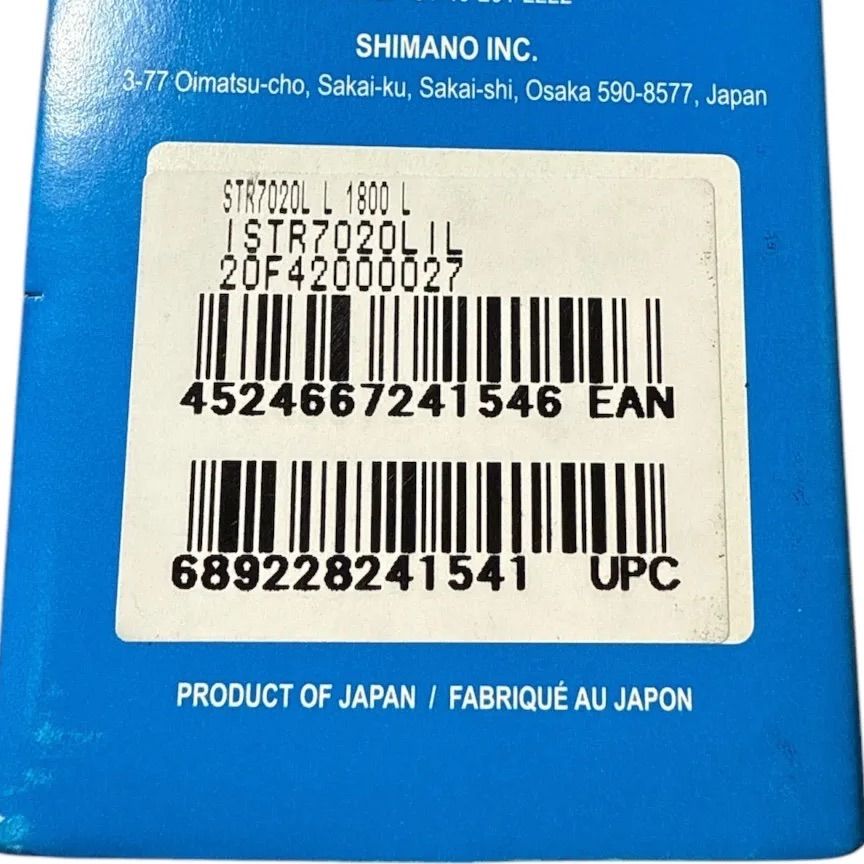 SHIMANO INC.
3-77 Oimatsu-cho, Sakai-ku, Sakai-shi, Osaka 590-8577, Japan
STR7020L L 1800 L
ISTR7020LIL
20F42000027
4524667241546 EAN
689228241541 UPC
PRODUCT OF JAPAN / FABRIQUÉ AU JAPON